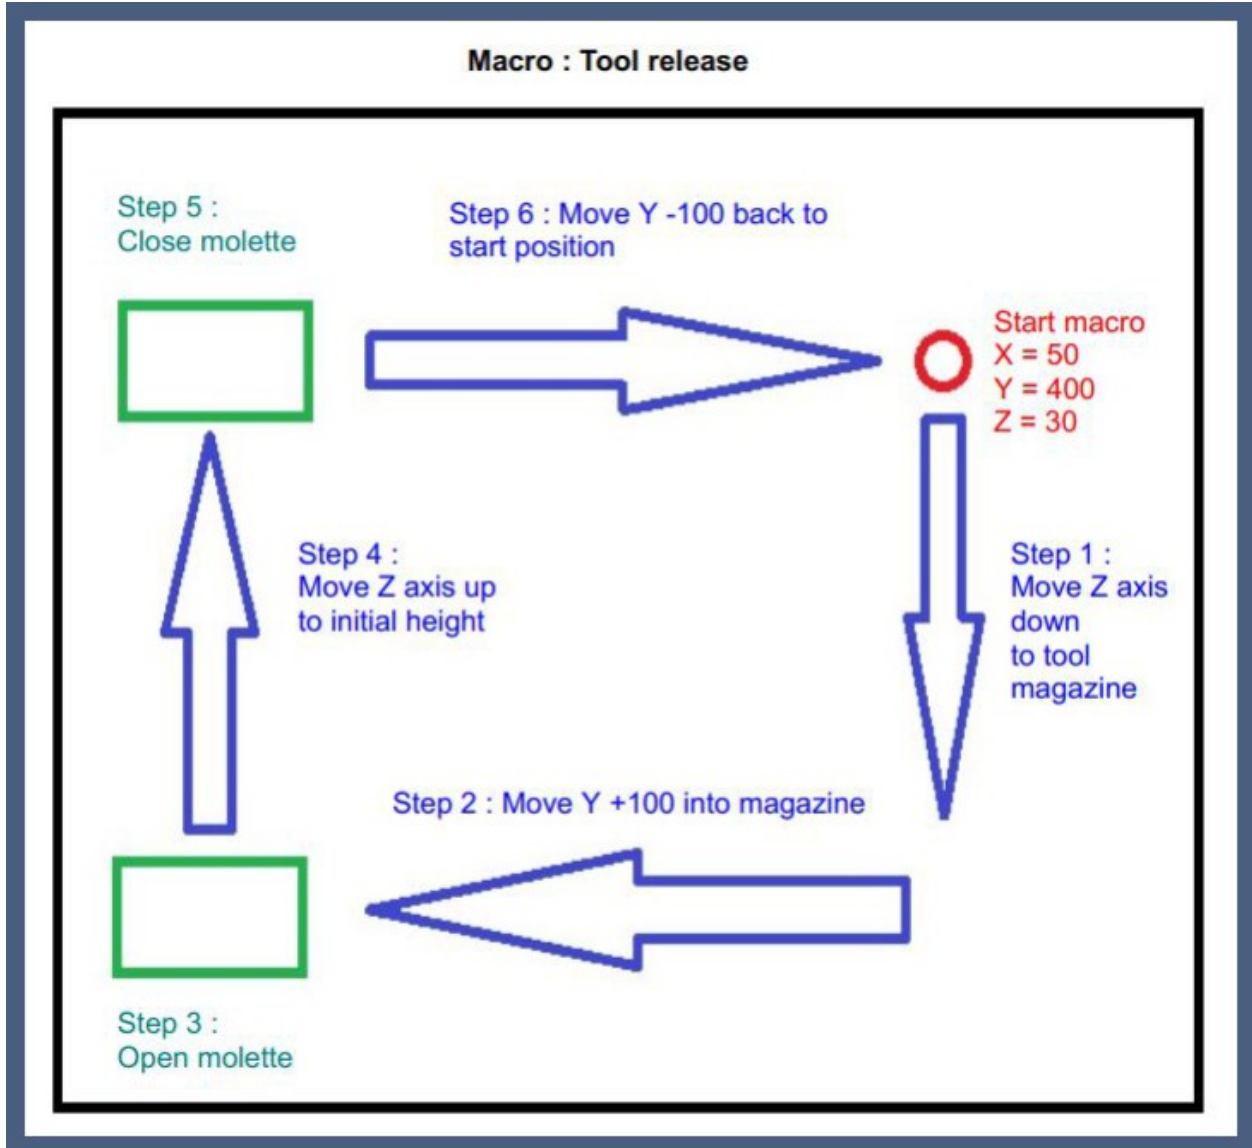 Macro : Tool release
Step 5 :
Close molette
Step 6 : Move Y -100 back to
start position
Start macro
X = 50
Y = 400
Z = 30
Step 4 :
Move Z axis up
to initial height
Step 1 :
Move Z axis
down
to tool
magazine
Step 2 : Move Y +100 into magazine
Step 3 :
Open molette